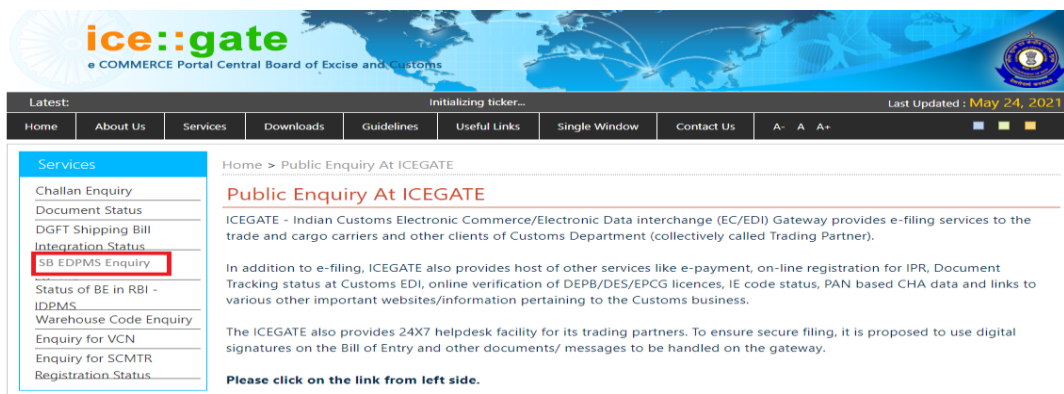 ice::gate
e COMMERCE Portal Central Board of Excise and Customs
Latest: Initializing ticker... Last Updated : May 24, 2021
Home About Us Services Downloads Guidelines Useful Links Single Window Contact Us A- A A+
Services
Challan Enquiry
Document Status
DGFT Shipping Bill
Integration Status
SB EDPMS Enquiry
Status of BE in RBI -
IDPMS
Warehouse Code Enquiry
Enquiry for VCN
Enquiry for SCMTR
Registration Status
Home > Public Enquiry At ICEGATE
Public Enquiry At ICEGATE
ICEGATE - Indian Customs Electronic Commerce/Electronic Data interchange (EC/EDI) Gateway provides e-filing services to the
trade and cargo carriers and other clients of Customs Department (collectively called Trading Partner).
In addition to e-filing, ICEGATE also provides host of other services like e-payment, on-line registration for IPR, Document
Tracking status at Customs EDI, online verification of DEPB/DES/EPCG licences, IE code status, PAN based CHA data and links to
various other important websites/information pertaining to the Customs business.
The ICEGATE also provides 24X7 helpdesk facility for its trading partners. To ensure secure filing, it is proposed to use digital
signatures on the Bill of Entry and other documents/ messages to be handled on the gateway.
Please click on the link from left side.